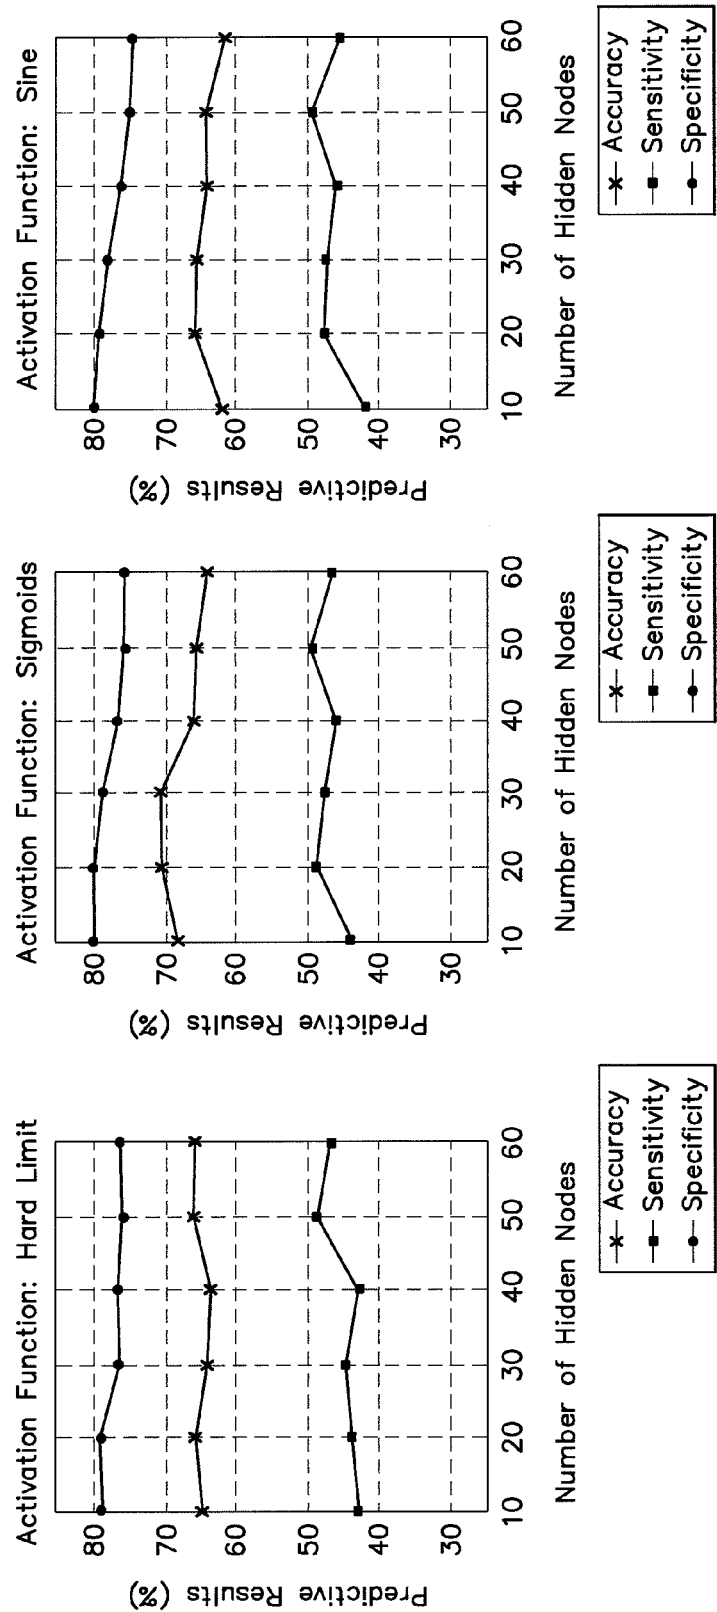 Activation Function: Hard Limit
Predictive Results (%)
80
70
60
50
40
30
10 20 30 40 50 60
Number of Hidden Nodes
Accuracy
Sensitivity
Specificity
Activation Function: Sigmoids
Predictive Results (%)
80
70
60
50
40
30
10 20 30 40 50 60
Number of Hidden Nodes
Accuracy
Sensitivity
Specificity
Activation Function: Sine
Predictive Results (%)
80
70
60
50
40
30
10 20 30 40 50 60
Number of Hidden Nodes
Accuracy
Sensitivity
Specificity